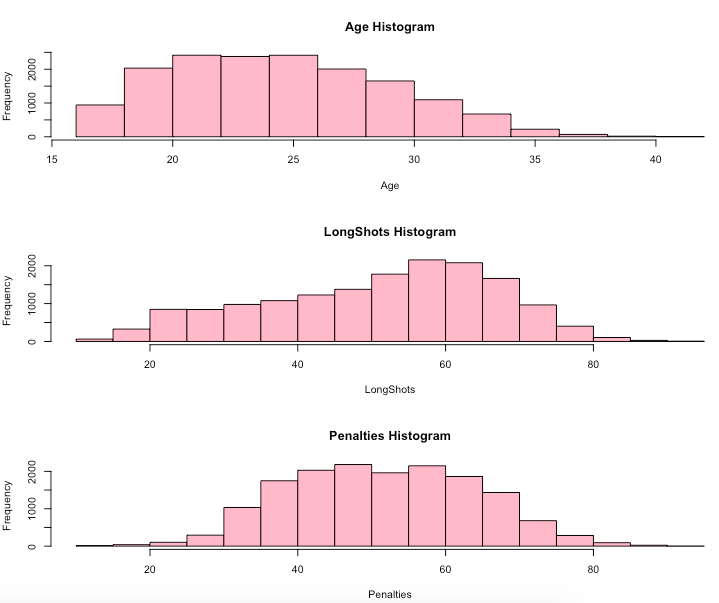 Age Histogram
Frequency
0 1000 2000
15 20 25 30 35 40
Age
LongShots Histogram
Frequency
0 1000 2000
20 40 60 80
LongShots
Penalties Histogram
Frequency
0 1000 2000
20 40 60 80
Penalties